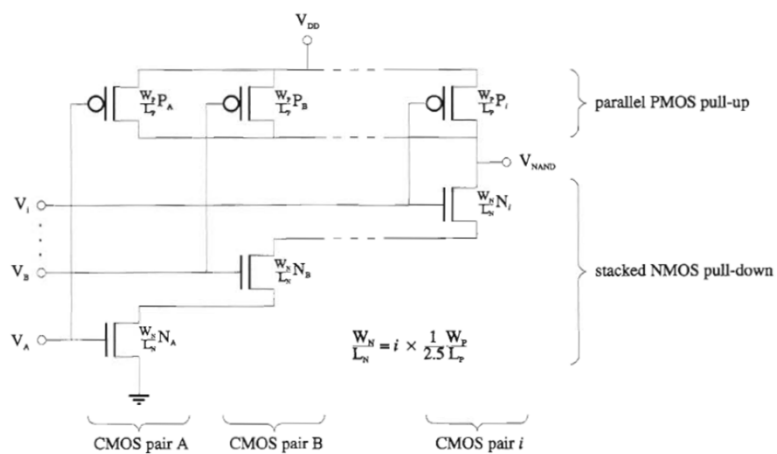 V_DD
W_P/L_P P_A
W_P/L_P P_B
W_P/L_P P_i
parallel PMOS pull-up
V_NAND
V_i
W_N/L_N N_i
V_B
W_N/L_N N_B
stacked NMOS pull-down
V_A
W_N/L_N N_A
W_N/L_N = i × 1/2.5 W_P/L_P
CMOS pair A
CMOS pair B
CMOS pair i